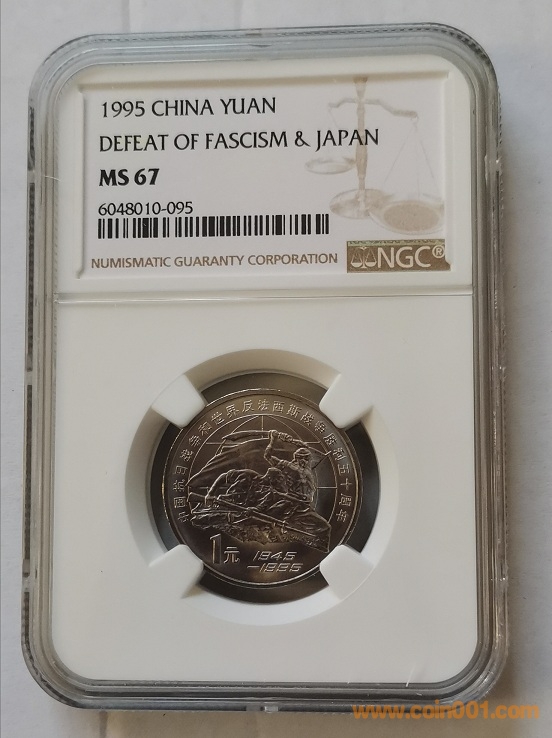 1995 CHINA YUAN
DEFEAT OF FASCISM & JAPAN
MS 67
6048010-095
NUMISMATIC GUARANTY CORPORATION
NGC®
中国抗日战争和世界反法西斯战争胜利五十周年
1元
1945
-1995
www.coin001.com